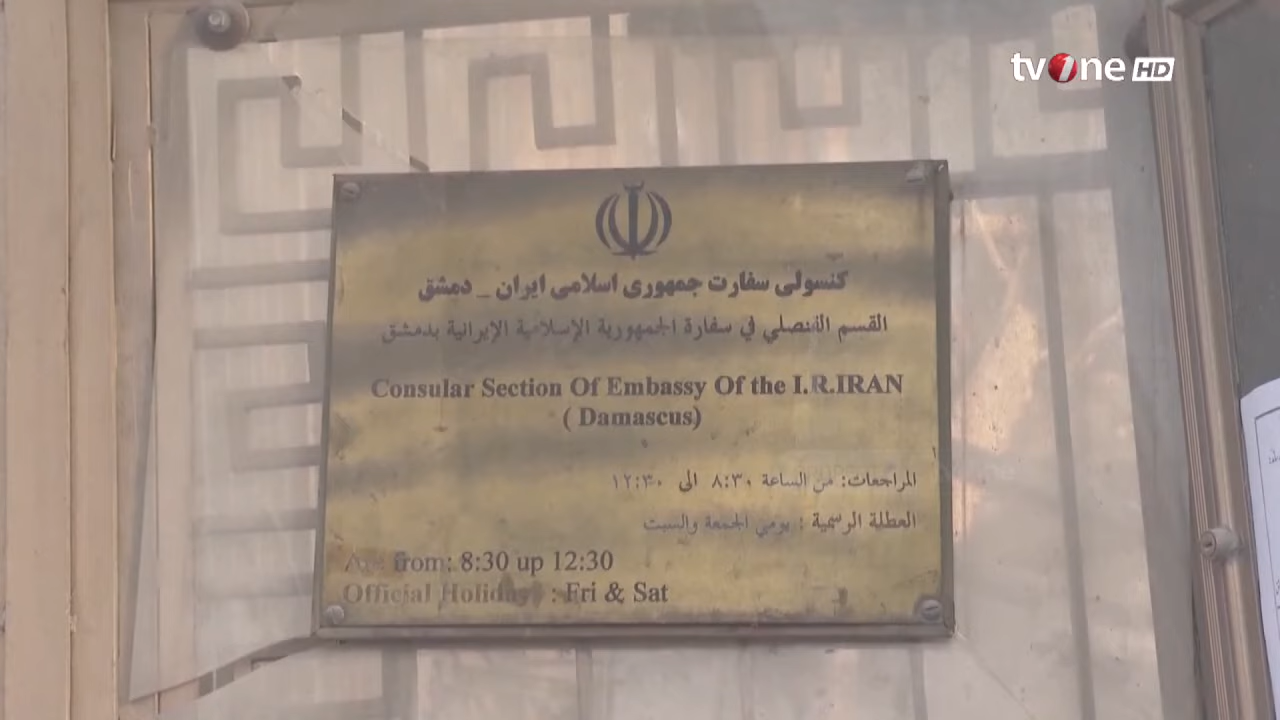 tvOne HD
کنسولی سفارت جمهوری اسلامی ایران _ دمشق
القسم القنصلي في سفارة الجمهورية الإسلامية الإيرانية بدمشق
Consular Section Of Embassy Of the I.R.IRAN
( Damascus)
المراجعات: من الساعة ٨:٣٠ الى ١٢:٣٠
العطلة الرسمية : يومي الجمعة والسبت
from: 8:30 up 12:30
Official Holidays : Fri & Sat